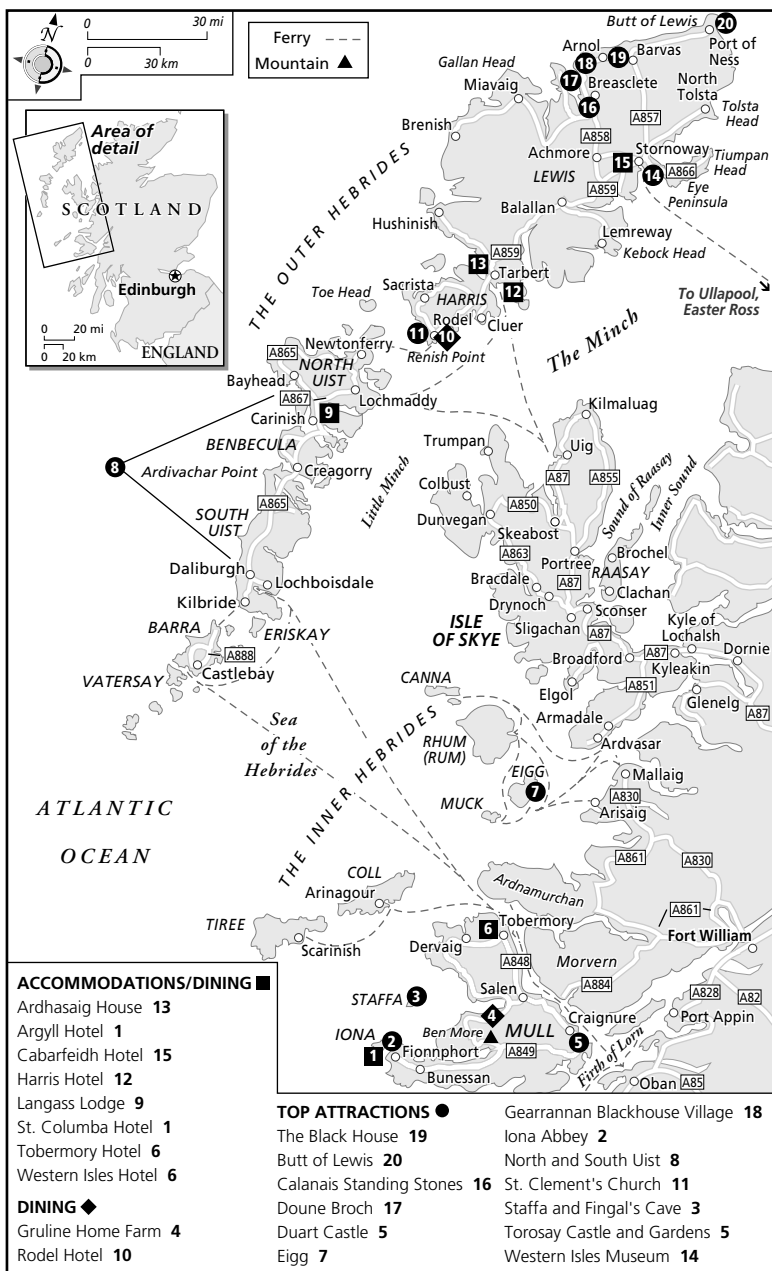 N
0 30 mi
0 30 km
Ferry
Mountain
Area of
detail
SCOTLAND
Edinburgh
0 20 mi
0 20 km
ENGLAND
Butt of Lewis
20
Port of
Ness
Arnol
18
19
Barvas
Gallan Head
17
Miavaig
Breasclete
16
North
Tolsta
Tolsta
Head
A857
A858
Brenish
Achmore
Stornoway
15
14
A866
Tiumpan
Head
Eye
Peninsula
LEWIS
A859
Balallan
Hushinish
Lemreway
Kebock Head
THE OUTER HEBRIDES
A859
13
Tarbert
12
Sacrista
HARRIS
Toe Head
Rodel
Cluer
11
10
Renish Point
To Ullapool,
Easter Ross
The Minch
Newtonferry
A865
NORTH
UIST
Bayhead
A867
Lochmaddy
Carinish
9
BENBECULA
8
Ardivachar Point
Creagorry
Little Minch
A865
SOUTH
UIST
Daliburgh
Lochboisdale
Kilbride
BARRA
ERISKAY
A888
Castlebay
VATERSAY
Kilmaluag
Trumpan
Uig
Colbust
A87
A855
A850
Dunvegan
Skeabost
Sound of Raasay
Inner Sound
A863
Portree
Brochel
RAASAY
Bracdale
A87
Clachan
Drynoch
Sconser
ISLE
OF SKYE
Sligachan
Kyle of
Lochalsh
A87
A87
Dornie
Broadford
Kyleakin
Elgol
A851
Glenelg
A87
Armadale
Ardvasar
CANNA
RHUM
(RUM)
Sea
of the
Hebrides
THE INNER HEBRIDES
EIGG
7
Mallaig
MUCK
A830
Arisaig
ATLANTIC
OCEAN
A861
A830
COLL
Arinagour
Ardnamurchan
A861
TIREE
Scarinish
6
Tobermory
Fort William
Dervaig
A848
Morvern
Salen
A884
A828
A82
STAFFA
3
4
Craignure
Port Appin
IONA
2
Ben More
MULL
5
1
Fionnphort
A849
Firth of Lorn
Bunessan
Oban
A85
ACCOMMODATIONS/DINING
Ardhasaig House 13
Argyll Hotel 1
Cabarfeidh Hotel 15
Harris Hotel 12
Langass Lodge 9
St. Columba Hotel 1
Tobermory Hotel 6
Western Isles Hotel 6
DINING
Gruline Home Farm 4
Rodel Hotel 10
TOP ATTRACTIONS
The Black House 19
Butt of Lewis 20
Calanais Standing Stones 16
Doune Broch 17
Duart Castle 5
Eigg 7
Gearrannan Blackhouse Village 18
Iona Abbey 2
North and South Uist 8
St. Clement's Church 11
Staffa and Fingal's Cave 3
Torosay Castle and Gardens 5
Western Isles Museum 14